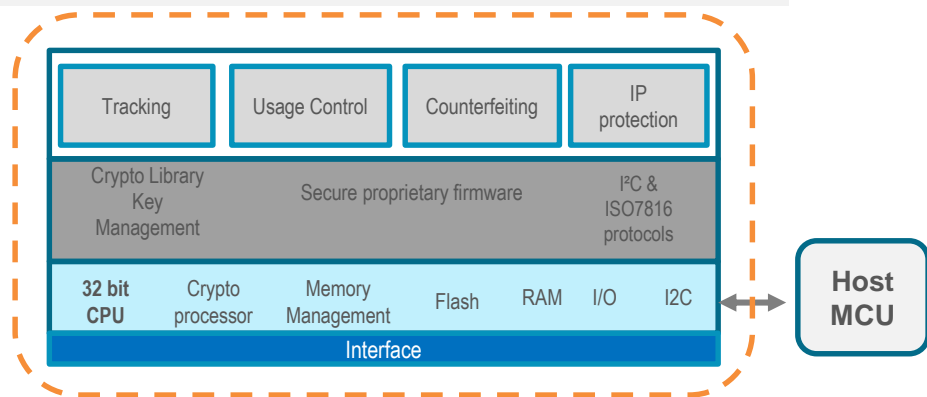 Tracking
Usage Control
Counterfeiting
IP
protection
Crypto Library
Key
Management
Secure proprietary firmware
I²C &
ISO7816
protocols
32 bit
CPU
Crypto
processor
Memory
Management
Flash
RAM
I/O
I2C
Interface
Host
MCU